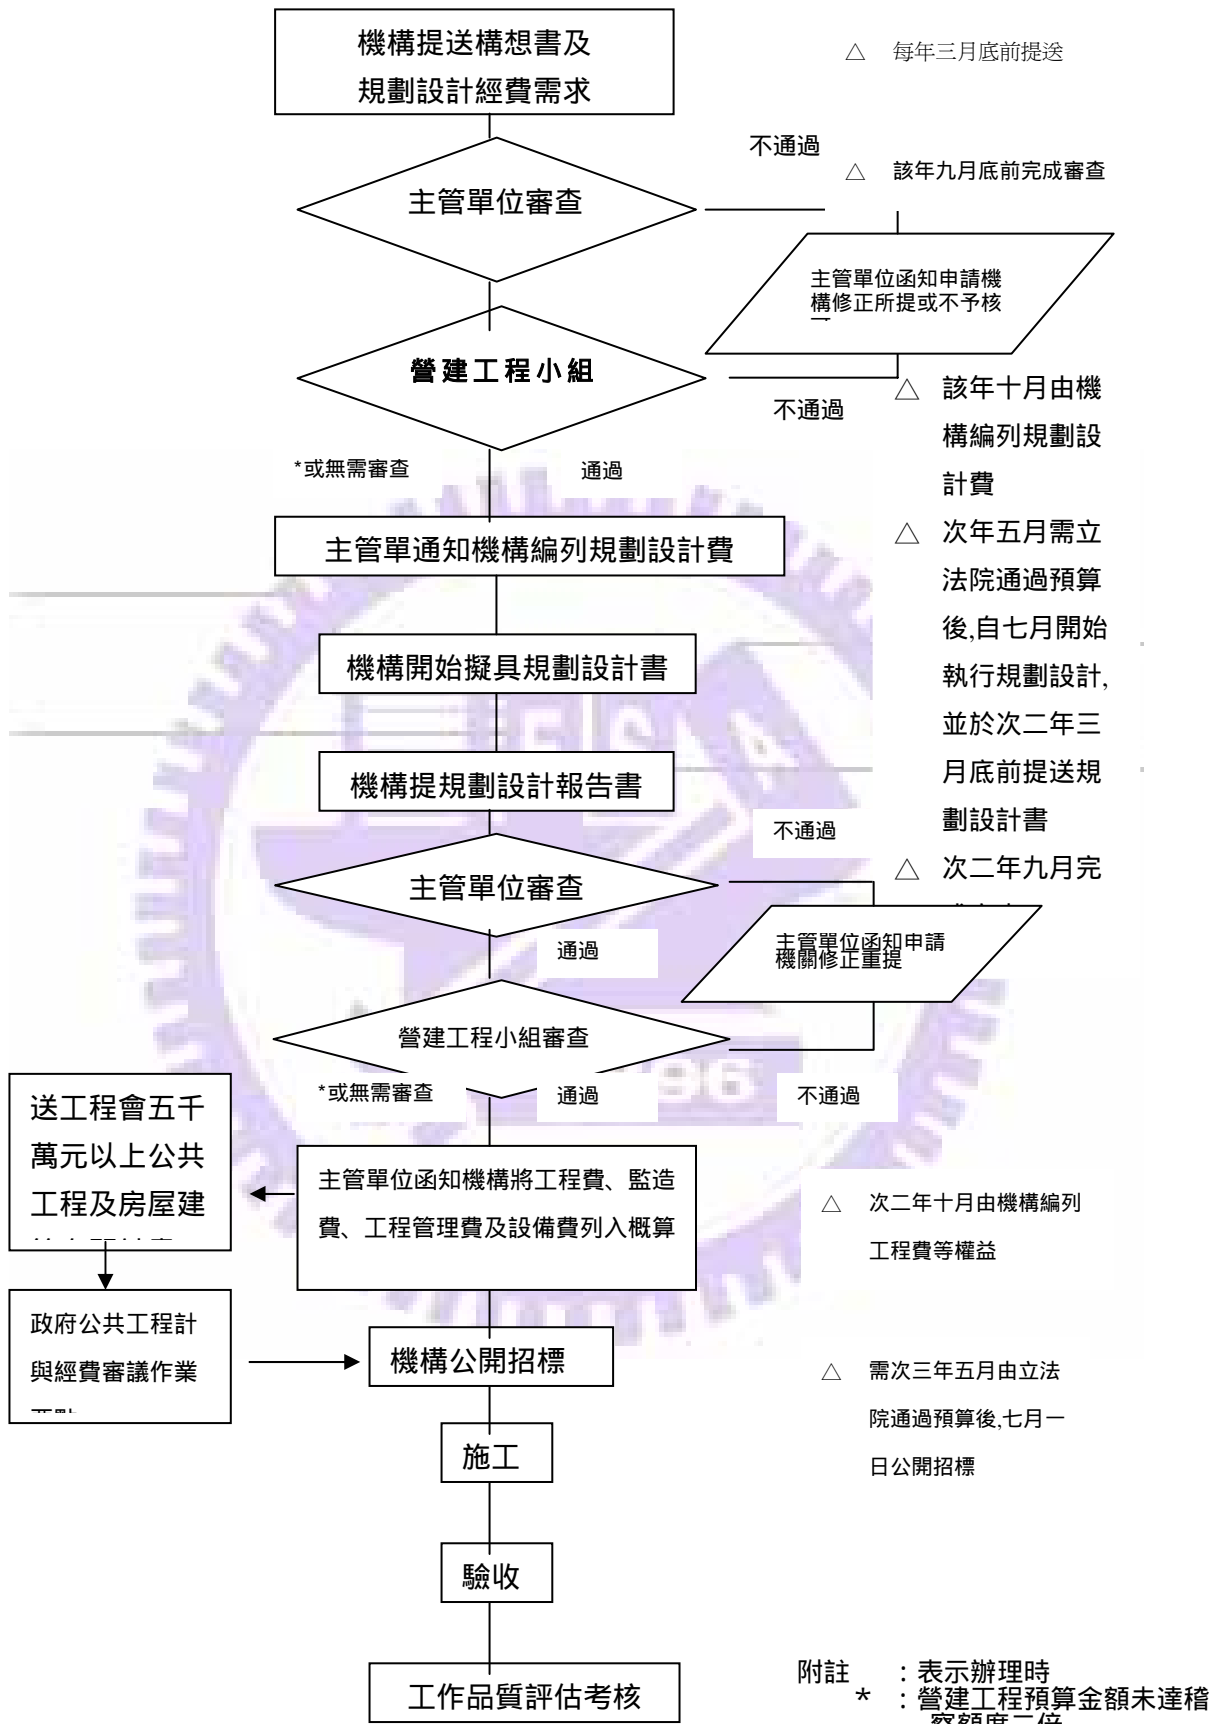 機構提送構想書及
規劃設計經費需求
△ 每年三月底前提送
不通過
△ 該年九月底前完成審查
主管單位審查
主管單位函知申請機
構修正所提或不予核
營建工程小組
不通過
*或無需審查
通過
△ 該年十月由機
構編列規劃設
計費
△ 次年五月需立
法院通過預算
後,自七月開始
執行規劃設計,
並於次二年三
月底前提送規
劃設計書
△ 次二年九月完
主管單通知機構編列規劃設計費
機構開始擬具規劃設計書
機構提規劃設計報告書
不通過
主管單位審查
通過
主管單位函知申請
機關修正重提
營建工程小組審查
*或無需審查
通過
不通過
96
送工程會五千
萬元以上公共
工程及房屋建
主管單位函知機構將工程費、監造
費、工程管理費及設備費列入概算
△ 次二年十月由機構編列
工程費等權益
政府公共工程計
與經費審議作業
機構公開招標
△ 需次三年五月由立法
院通過預算後,七月一
日公開招標
施工
驗收
工作品質評估考核
附註 :表示辦理時
* :營建工程預算金額未達稽